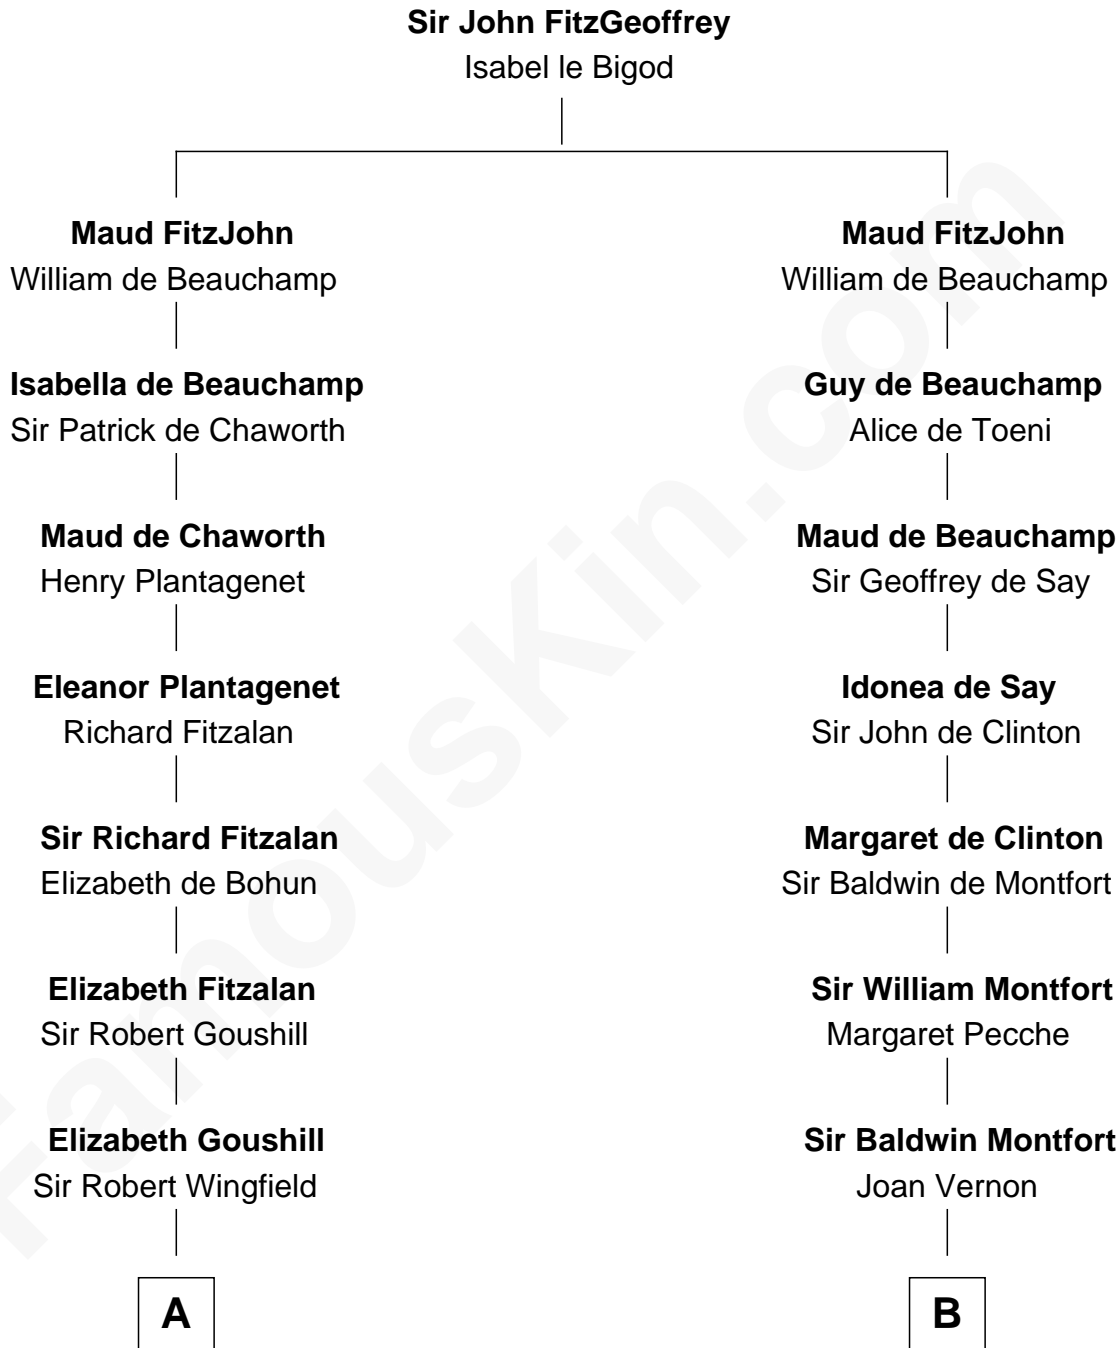 Sir John FitzGeoffrey
Isabel le Bigod
Maud FitzJohn
William de Beauchamp
Isabella de Beauchamp
Sir Patrick de Chaworth
Maud de Chaworth
Henry Plantagenet
Eleanor Plantagenet
Richard Fitzalan
Sir Richard Fitzalan
Elizabeth de Bohun
Elizabeth Fitzalan
Sir Robert Goushill
Elizabeth Goushill
Sir Robert Wingfield
A
Maud FitzJohn
William de Beauchamp
Guy de Beauchamp
Alice de Toeni
Maud de Beauchamp
Sir Geoffrey de Say
Idonea de Say
Sir John de Clinton
Margaret de Clinton
Sir Baldwin de Montfort
Sir William Montfort
Margaret Pecche
Sir Baldwin Montfort
Joan Vernon
B
FamousKin.com